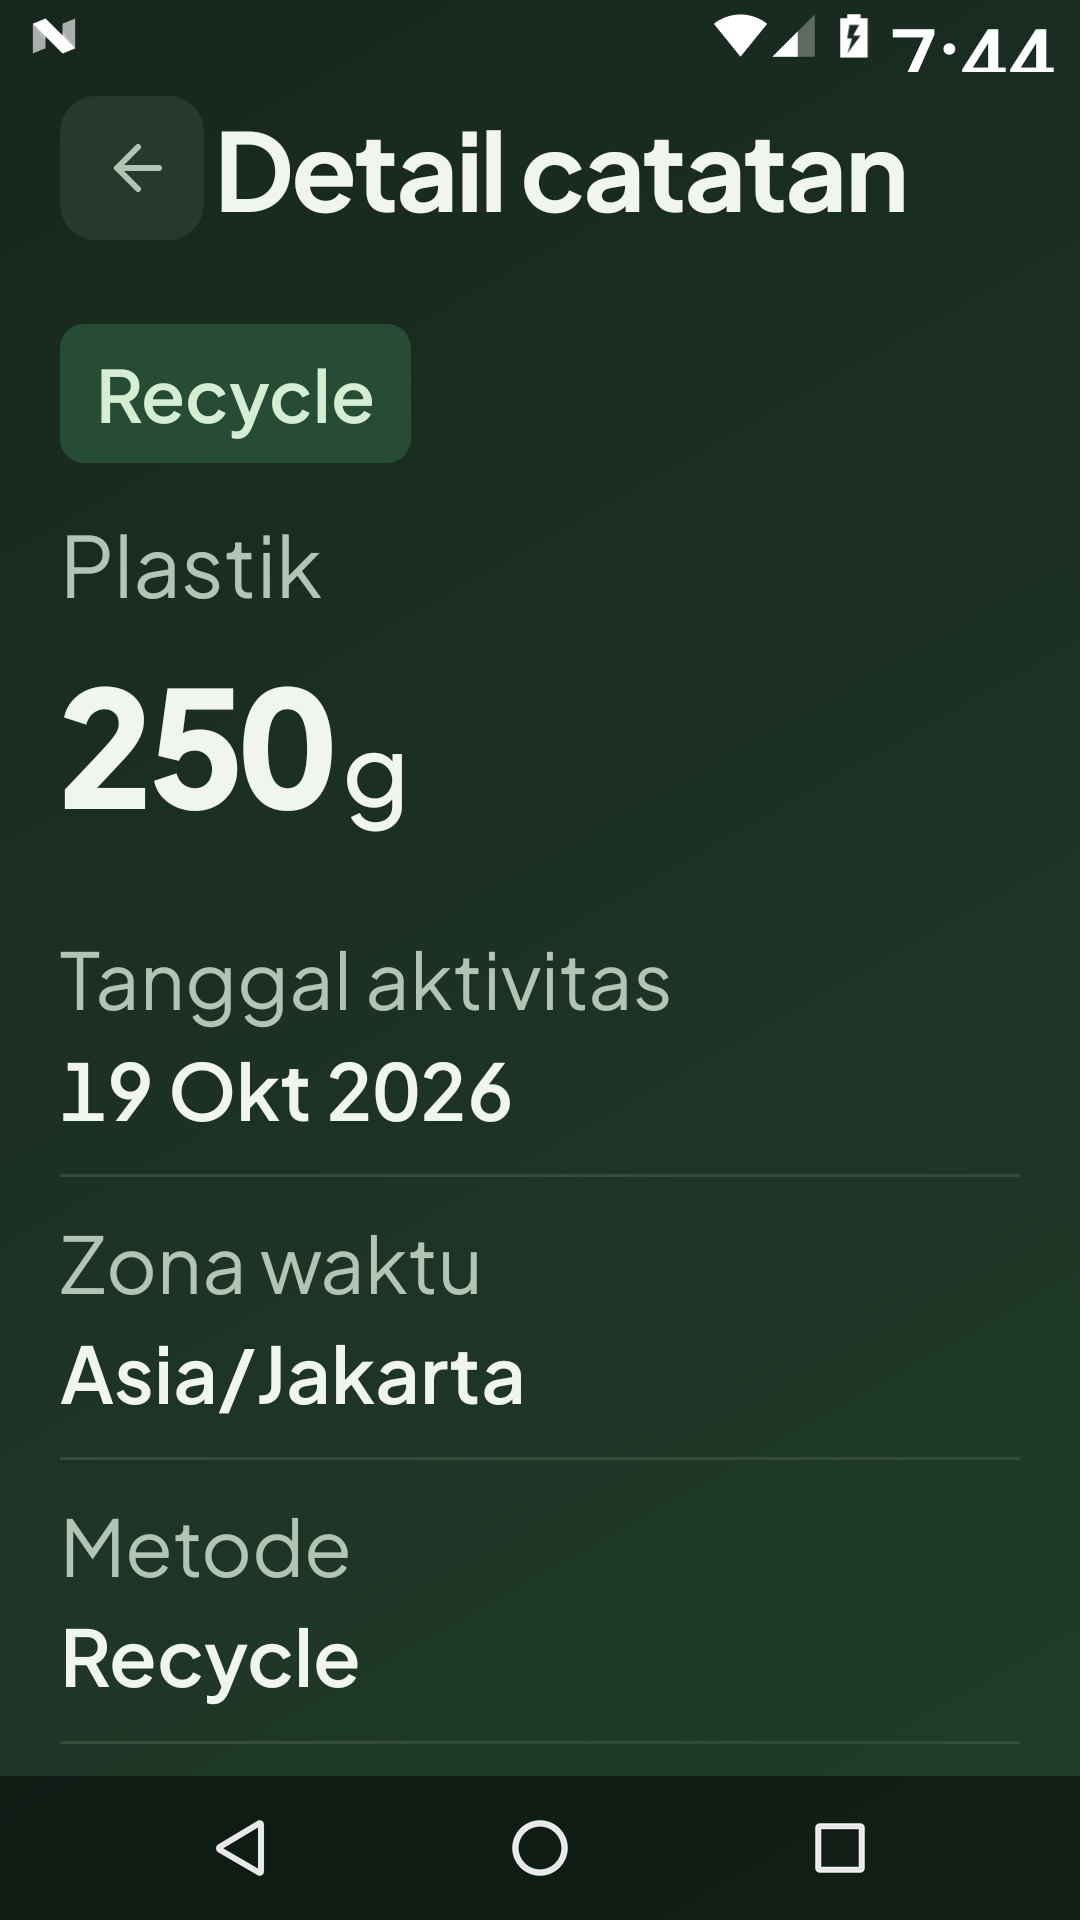 7:44
Detail catatan
Recycle
Plastik
250 g
Tanggal aktivitas
19 Okt 2026
Zona waktu
Asia/Jakarta
Metode
Recycle